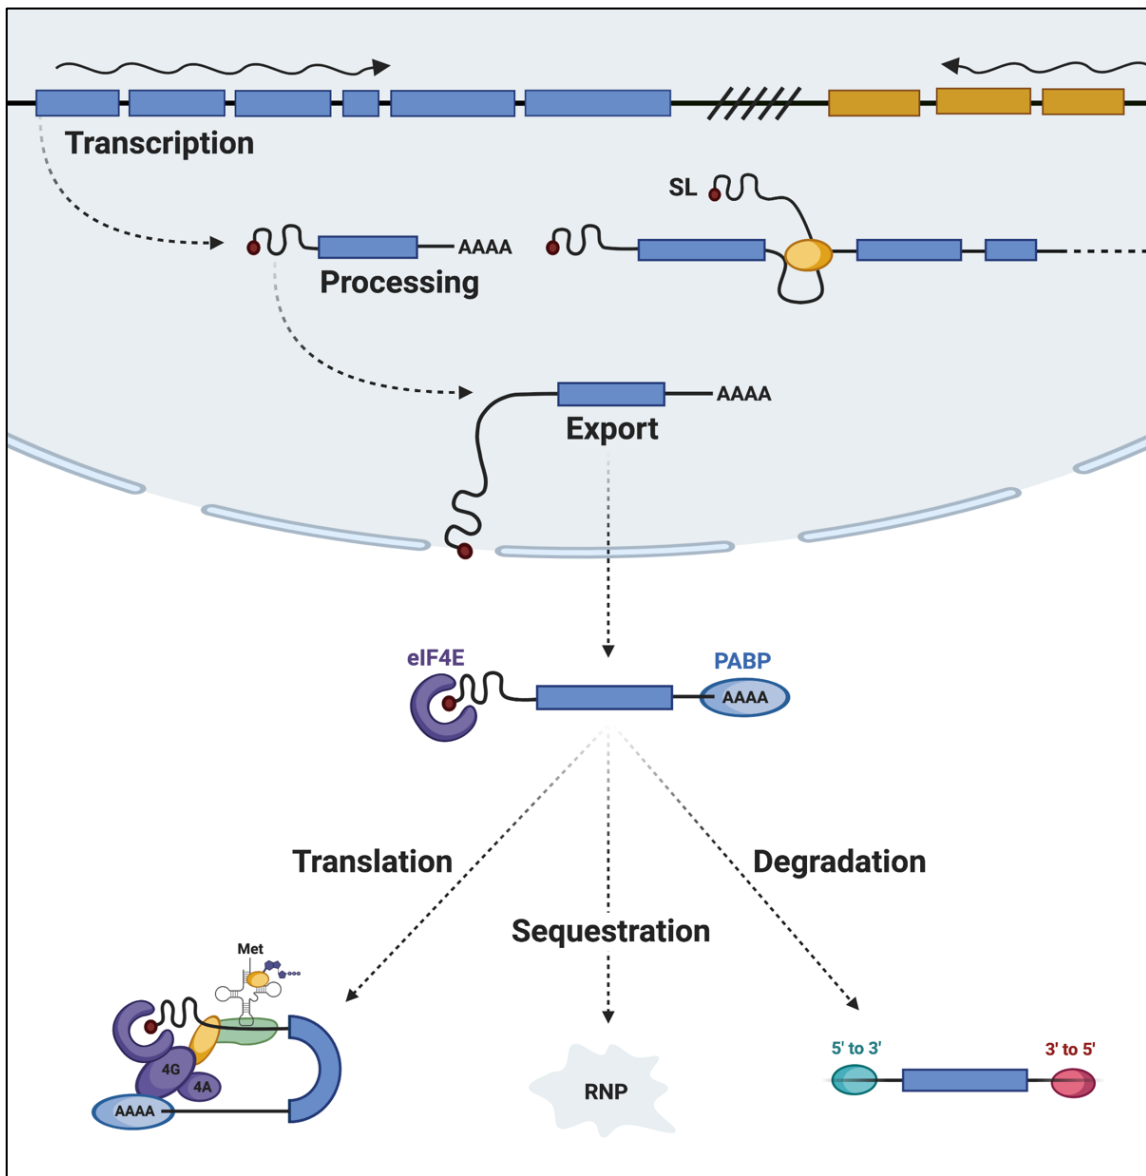 Transcription
SL
AAAA
Processing
AAAA
Export
eIF4E
PABP
AAAA
Translation
Degradation
Sequestration
Met
5' to 3'
3' to 5'
4G
4A
RNP
AAAA